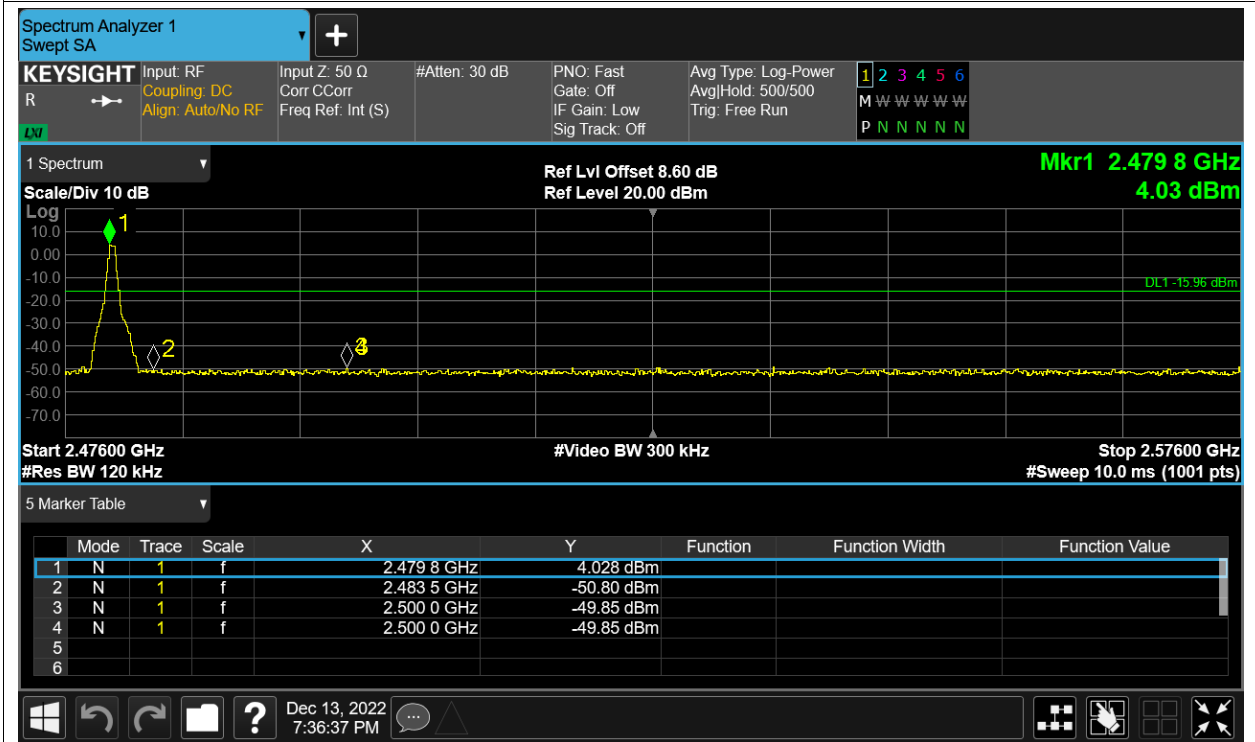 Spectrum Analyzer 1
Swept SA
KEYSIGHT Input: RF Input Z: 50 Ω #Atten: 30 dB PNO: Fast Avg Type: Log-Power 1 2 3 4 5 6
R Coupling: DC Corr CCorr Gate: Off Avg|Hold: 500/500 M W W W W W
Align: Auto/No RF Freq Ref: Int (S) IF Gain: Low Trig: Free Run
LXI Sig Track: Off P N N N N N
1 Spectrum Ref Lvl Offset 8.60 dB Mkr1 2.479 8 GHz
Scale/Div 10 dB Ref Level 20.00 dBm 4.03 dBm
Log
1
10.0
0.00
-10.0
DL1 -15.96 dBm
-20.0
-30.0
-40.0
2
-50.0
-60.0
-70.0
Start 2.47600 GHz #Video BW 300 kHz Stop 2.57600 GHz
#Res BW 120 kHz #Sweep 10.0 ms (1001 pts)
5 Marker Table
Mode Trace Scale X Y Function Function Width Function Value
1 N 1 f 2.479 8 GHz 4.028 dBm
2 N 1 f 2.483 5 GHz -50.80 dBm
3 N 1 f 2.500 0 GHz -49.85 dBm
4 N 1 f 2.500 0 GHz -49.85 dBm
5
6
? Dec 13, 2022
7:36:37 PM